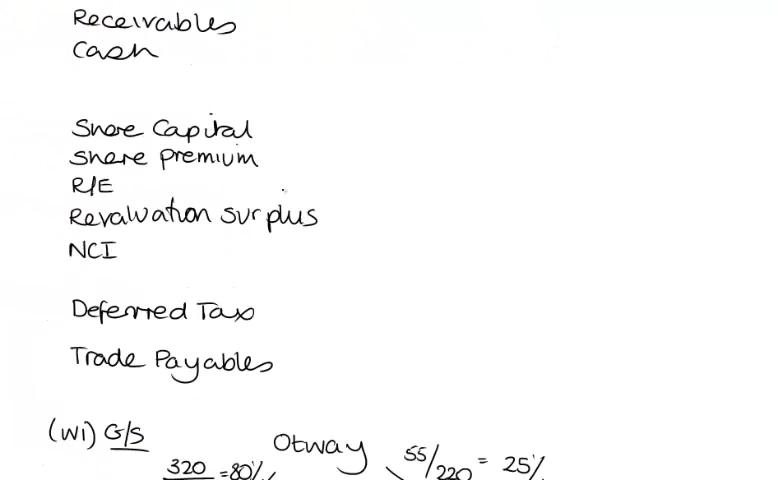 Receivables
Cash
Share Capital
Share premium
R/E
Revaluation surplus
NCI
Deferred Tax
Trade Payables
(W1) G/S
Otway 55/220 = 25%
320 = 80%